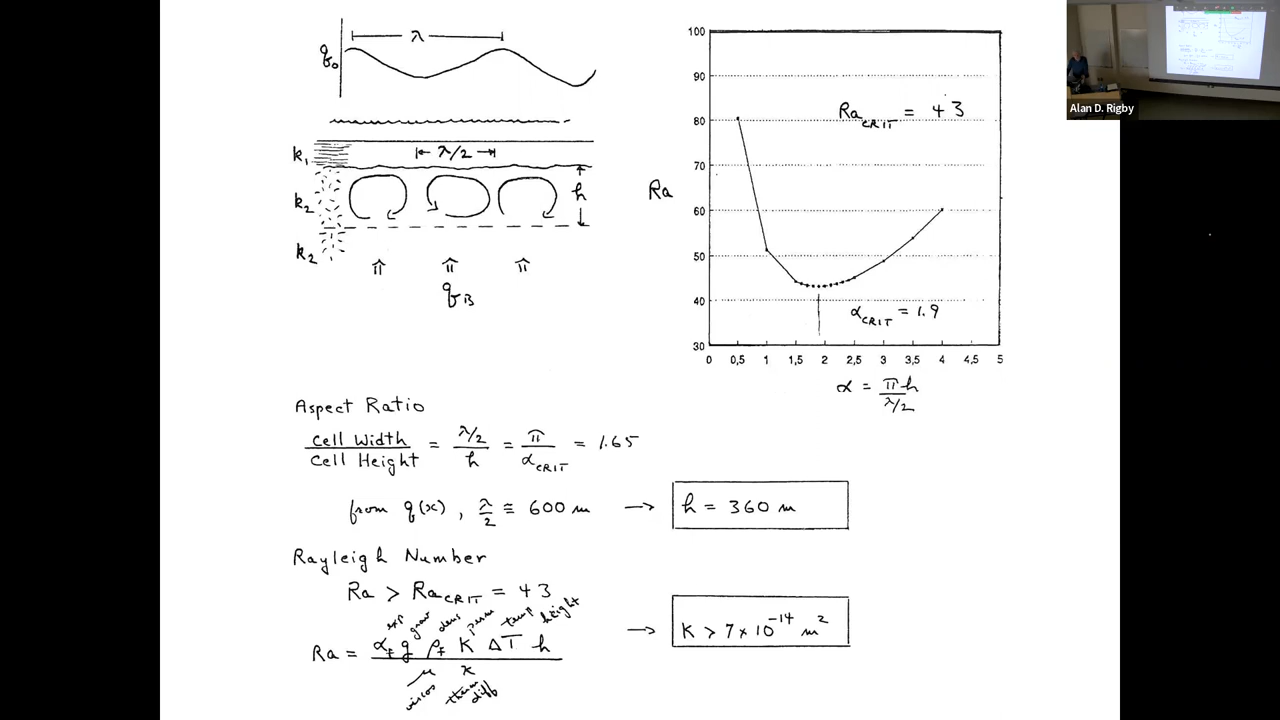 q₀
λ
k₁
λ/2
k₂
h
k₂
π π π
q_B
100
90
80
70
60
50
40
30
Ra
Ra_CRIT = 43
α_CRIT = 1.9
0 0,5 1 1,5 2 2,5 3 3,5 4 4,5 5
α = πh / λ/2
Alan D. Rigby
Aspect Ratio
Cell Width / Cell Height = λ/2 / h = π / α_CRIT = 1.65
from q(x), λ/2 ≅ 600 m → h = 360 m
Rayleigh Number
Ra > Ra_CRIT = 43
exp grav dens perm temp height
Ra = α_f g ρ_f K ΔT h / μ κ → K > 7 × 10⁻¹⁴ m²
viscos therm diff